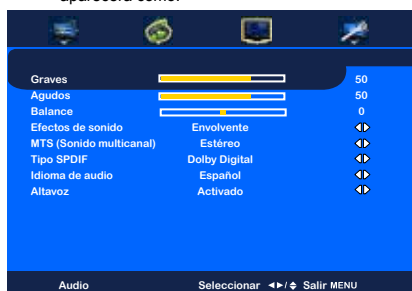 aparecerá como:
Graves 50
Agudos 50
Balance 0
Efectos de sonido Envolvente
MTS (Sonido multicanal) Estéreo
Tipo SPDIF Dolby Digital
Idioma de audio Español
Altavoz Activado
Audio Seleccionar ◄►/♦ Salir MENU